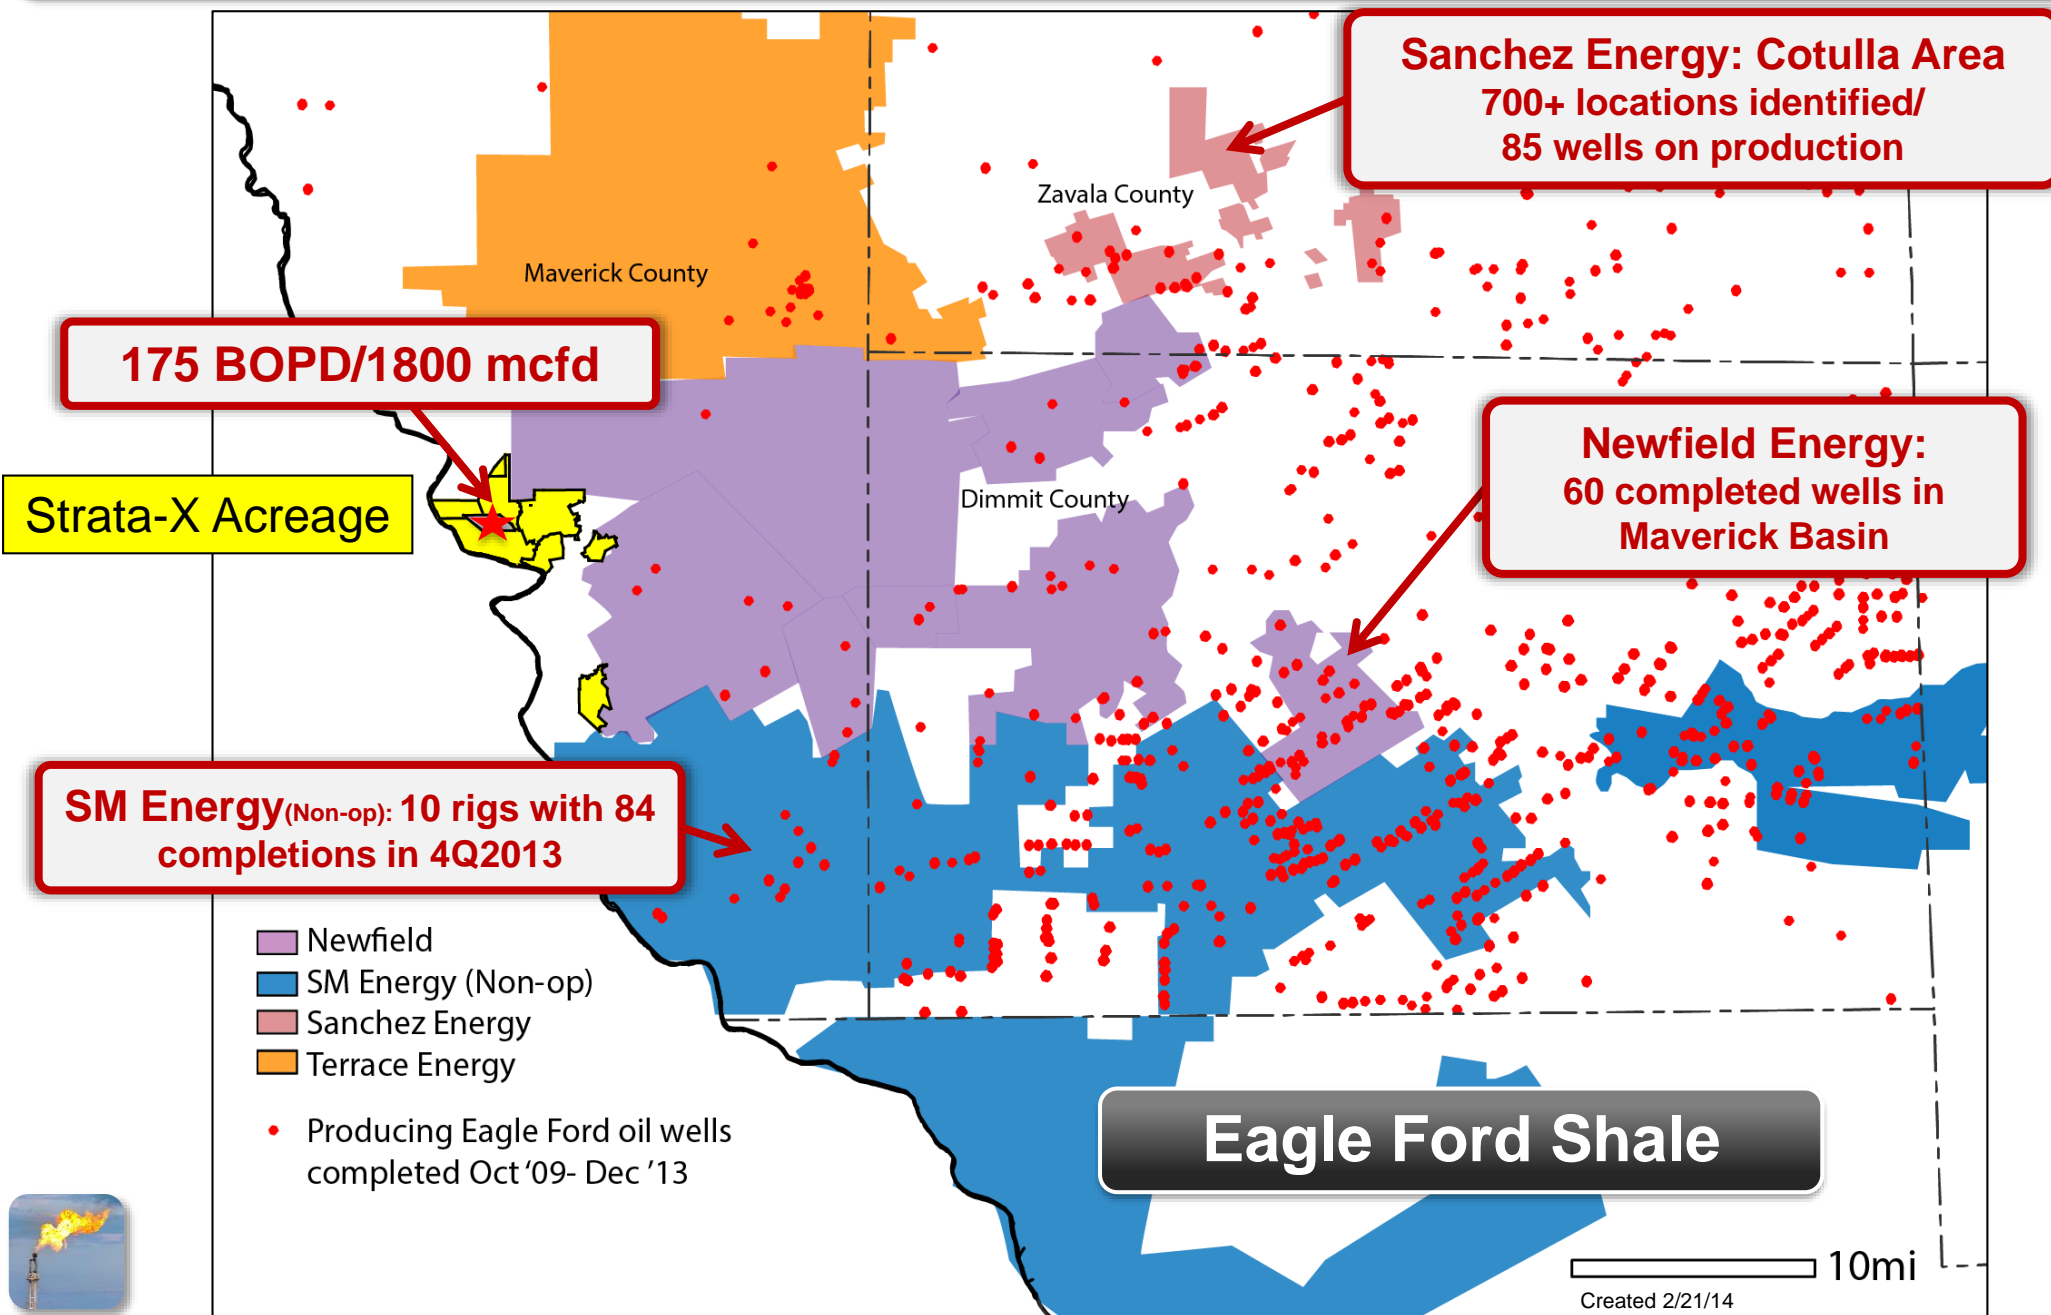 Sanchez Energy: Cotulla Area
700+ locations identified/
85 wells on production
Zavala County
Maverick County
175 BOPD/1800 mcfd
Newfield Energy:
60 completed wells in
Maverick Basin
Strata-X Acreage
Dimmit County
SM Energy(Non-op): 10 rigs with 84
completions in 4Q2013
Newfield
SM Energy (Non-op)
Sanchez Energy
Terrace Energy
Producing Eagle Ford oil wells
completed Oct '09- Dec '13
Eagle Ford Shale
10mi
Created 2/21/14